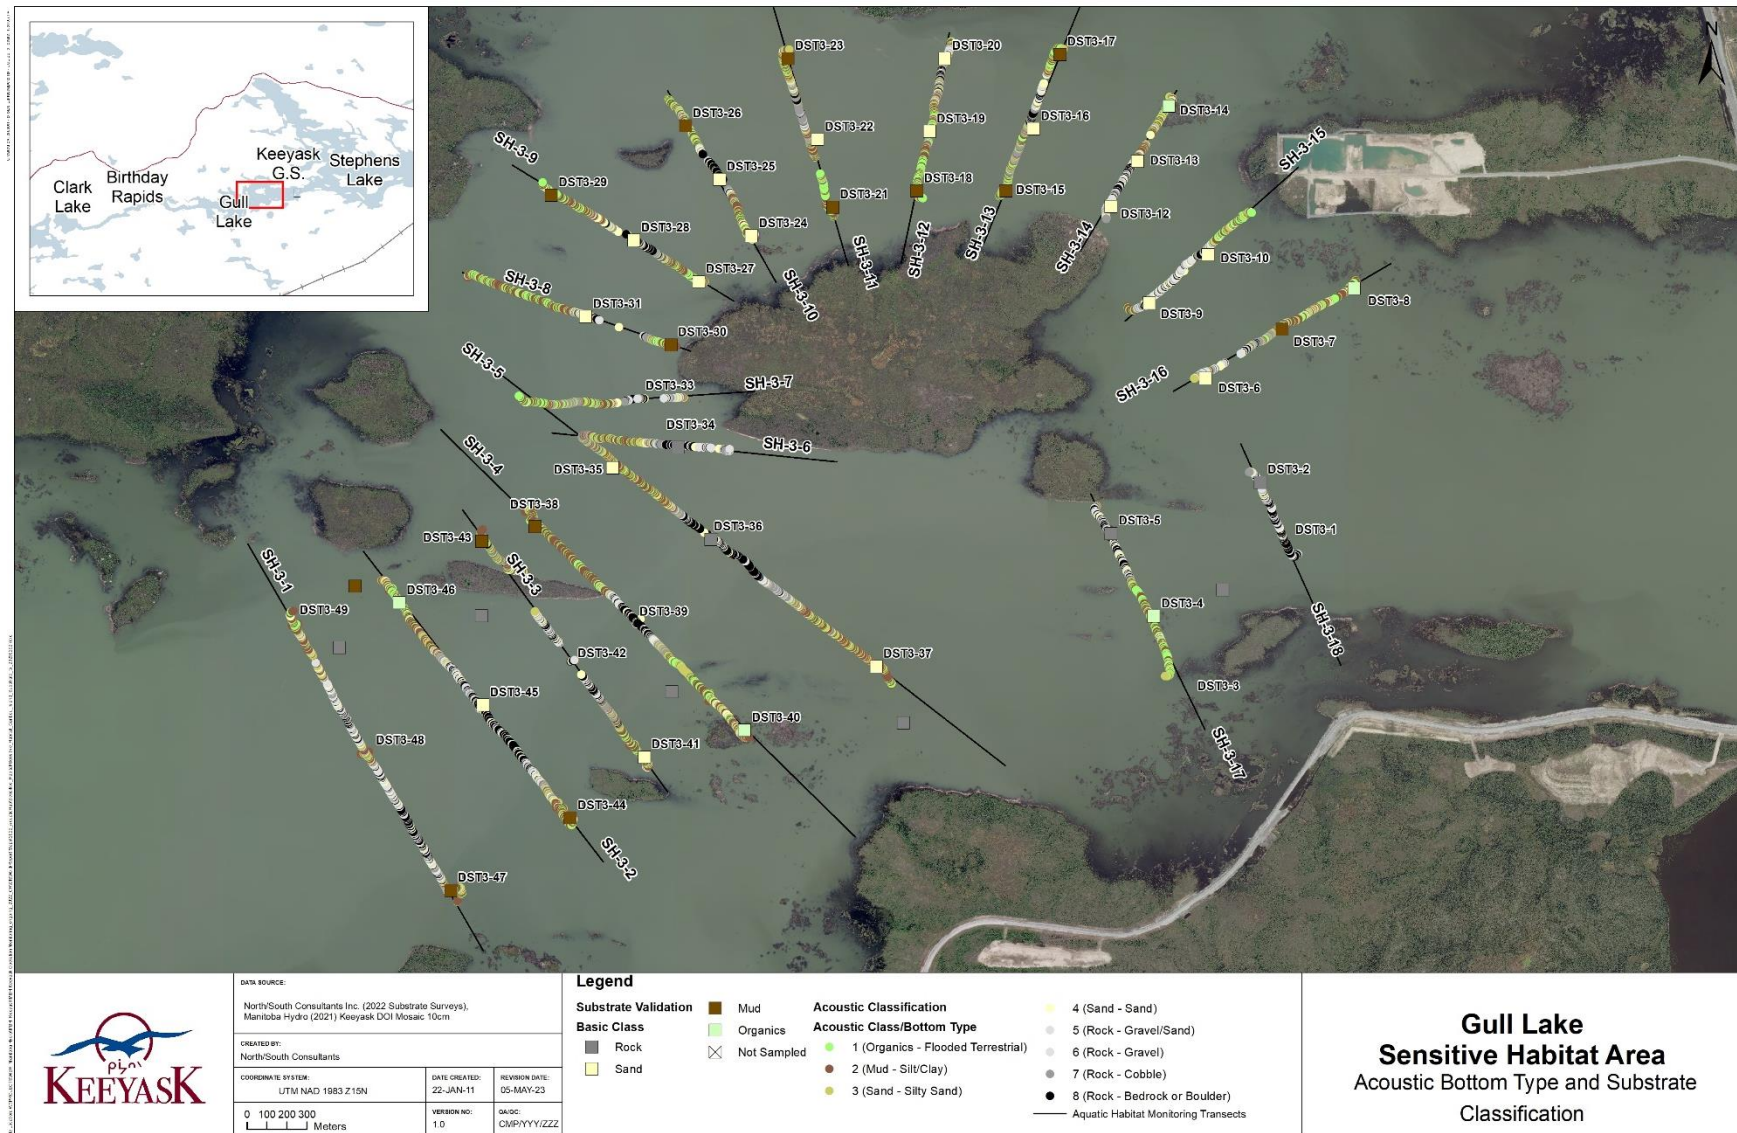 Clark
Lake
Birthday
Rapids
Gull
Lake
Keeyask
G.S.
Stephens
Lake
N
DST3-23
DST3-20
DST3-17
DST3-26
DST3-22
DST3-19
DST3-16
DST3-14
SH-3-15
SH-3-9
DST3-25
DST3-13
DST3-29
DST3-21
DST3-18
DST3-15
DST3-12
DST3-28
DST3-24
SH-3-11
SH-3-12
SH-3-13
SH-3-14
DST3-10
SH-3-8
DST3-27
SH-3-10
DST3-9
DST3-8
DST3-31
DST3-30
DST3-7
SH-3-5
DST3-33
SH-3-7
SH-3-16
DST3-6
DST3-34
SH-3-6
SH-3-4
DST3-35
DST3-2
DST3-38
DST3-36
DST3-5
DST3-1
DST3-43
SH-3-1
SH-3-3
DST3-46
DST3-49
DST3-39
DST3-4
SH-3-18
DST3-42
DST3-37
DST3-3
DST3-45
DST3-40
DST3-48
DST3-41
SH-3-17
DST3-44
SH-3-2
DST3-47
KEEYASK
DATA SOURCE:
North/South Consultants Inc. (2022 Substrate Surveys),
Manitoba Hydro (2021) Keeyask DOI Mosaic 10cm
CREATED BY:
North/South Consultants
COORDINATE SYSTEM:
UTM NAD 1983 Z15N
DATE CREATED:
22-JAN-11
REVISION DATE:
05-MAY-23
0 100 200 300
Meters
VERSION NO:
1.0
QA/QC:
CMP/YYY/ZZZ
Legend
Substrate Validation
Basic Class
Rock
Sand
Mud
Organics
Not Sampled
Acoustic Classification
Acoustic Class/Bottom Type
1 (Organics - Flooded Terrestrial)
2 (Mud - Silt/Clay)
3 (Sand - Silty Sand)
4 (Sand - Sand)
5 (Rock - Gravel/Sand)
6 (Rock - Gravel)
7 (Rock - Cobble)
8 (Rock - Bedrock or Boulder)
Aquatic Habitat Monitoring Transects
Gull Lake
Sensitive Habitat Area
Acoustic Bottom Type and Substrate
Classification